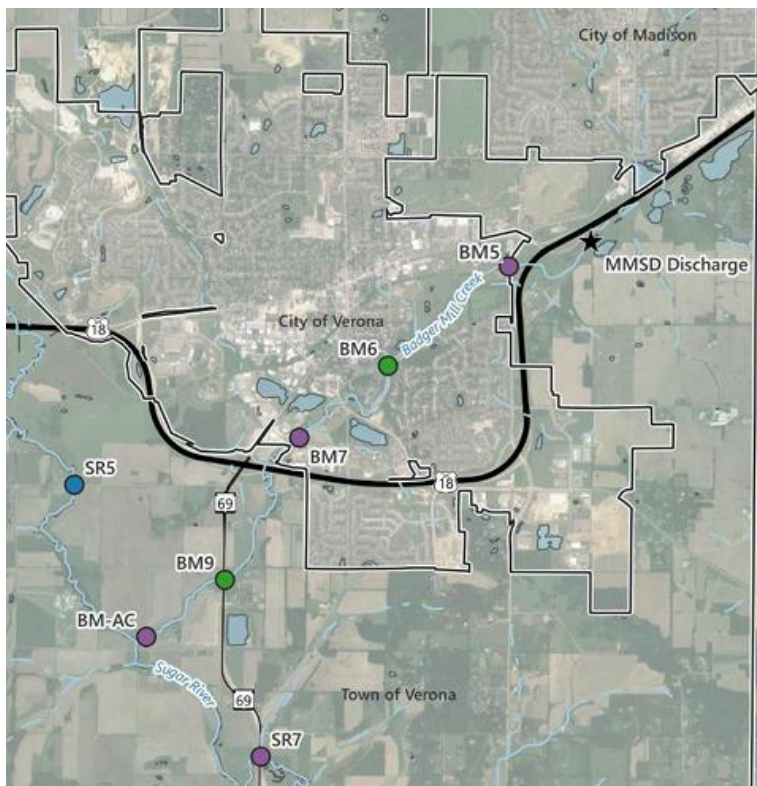 City of Madison
BM5
MMSD Discharge
Badger Mill Creek
City of Verona
18
BM6
BM7
SR5
18
69
BM9
BM-AC
Sugar River
69
Town of Verona
SR7